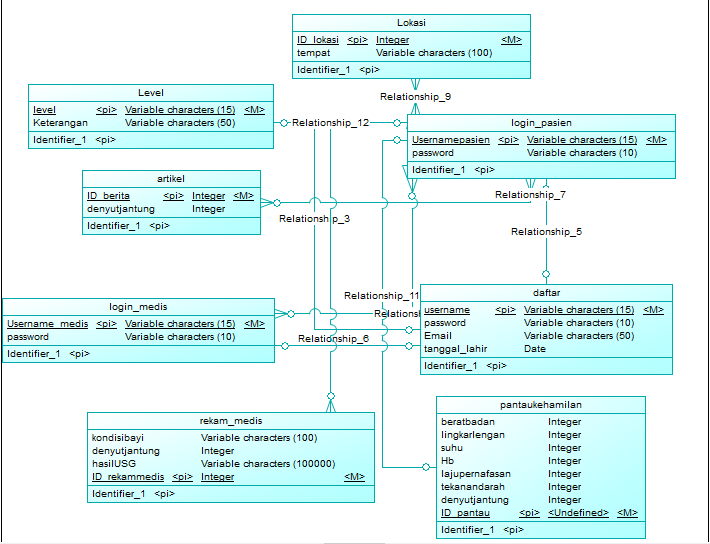 Lokasi
ID_lokasi <pi> Integer <M>
tempat Variable characters (100)
Identifier_1 <pi>
Relationship_9
Level
level <pi> Variable characters (15) <M>
Keterangan Variable characters (50)
Identifier_1 <pi>
Relationship_12
login_pasien
Usernamepasien <pi> Variable characters (15) <M>
password Variable characters (10)
Identifier_1 <pi>
artikel
ID_berita <pi> Integer <M>
denyutjantung Integer
Identifier_1 <pi>
Relationship_7
Relationship_3
Relationship_5
Relationship_11
login_medis
Username_medis <pi> Variable characters (15) <M>
password Variable characters (10)
Identifier_1 <pi>
Relationsl
Relationship_6
daftar
username <pi> Variable characters (15) <M>
password Variable characters (10)
Email Variable characters (50)
tanggal_lahir Date
Identifier_1 <pi>
rekam_medis
kondisibayi Variable characters (100)
denyutjantung Integer
hasilUSG Variable characters (100000)
ID_rekammedis <pi> Integer <M>
Identifier_1 <pi>
pantaukehamilan
beratbadan Integer
lingkarlengan Integer
suhu Integer
Hb Integer
lajupernafasan Integer
tekanandarah Integer
denyutjantung Integer
ID_pantau <pi> <Undefined> <M>
Identifier_1 <pi>